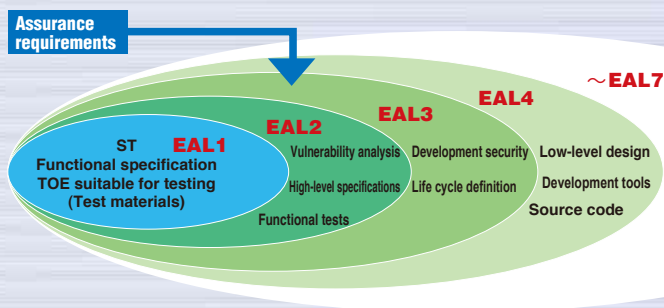 Assurance
requirements
~EAL7
EAL4
EAL3
EAL2
EAL1
ST
Functional specification
TOE suitable for testing
(Test materials)
Vulnerability analysis
High-level specifications
Functional tests
Development security
Life cycle definition
Low-level design
Development tools
Source code